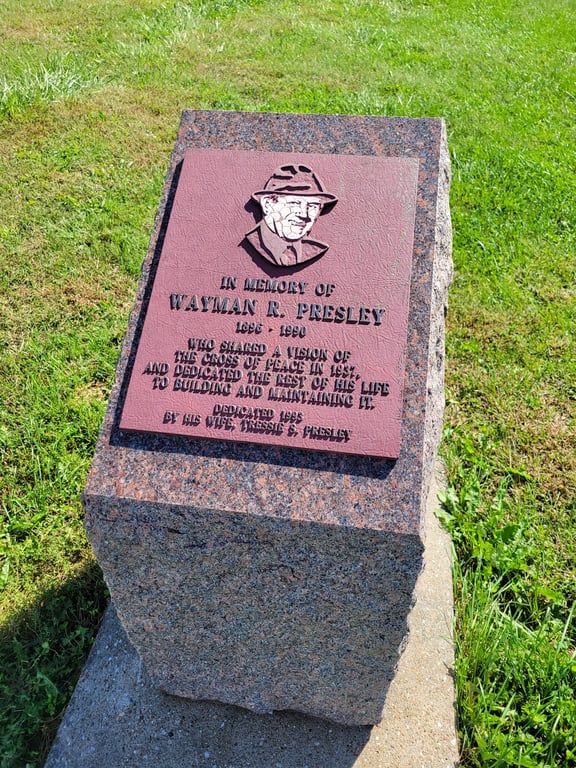 IN MEMORY OF
WAYMAN R. PRESLEY
1896 - 1990
WHO SHARED A VISION OF
THE CROSS OF PEACE IN 1937,
AND DEDICATED THE REST OF HIS LIFE
TO BUILDING AND MAINTAINING IT.
DEDICATED 1993
BY HIS WIFE, TRESSIE S. PRESLEY